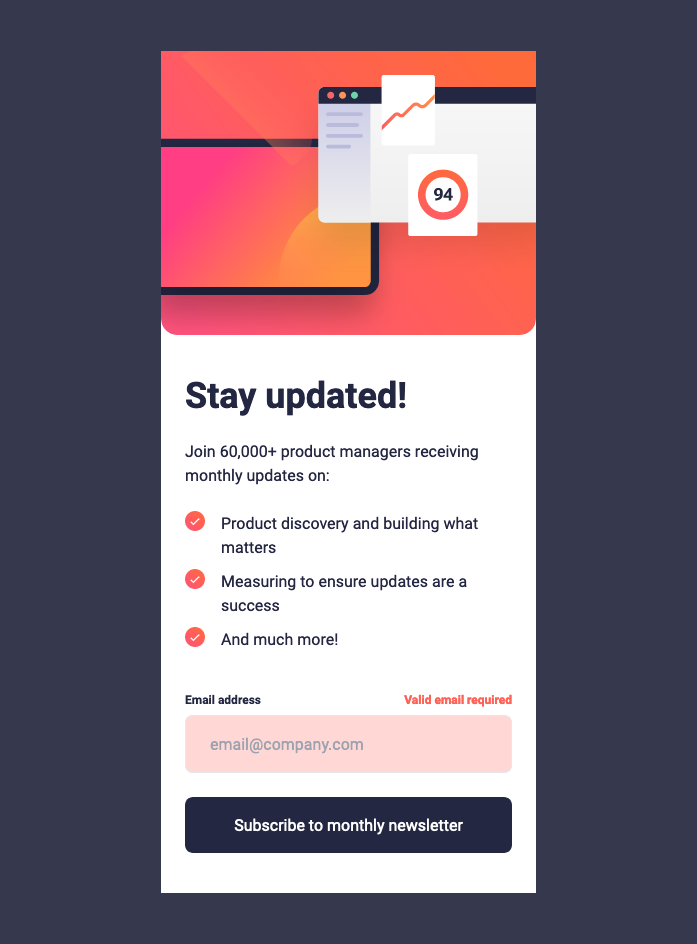 94
Stay updated!
Join 60,000+ product managers receiving
monthly updates on:
Product discovery and building what
matters
Measuring to ensure updates are a
success
And much more!
Email address Valid email required
email@company.com
Subscribe to monthly newsletter